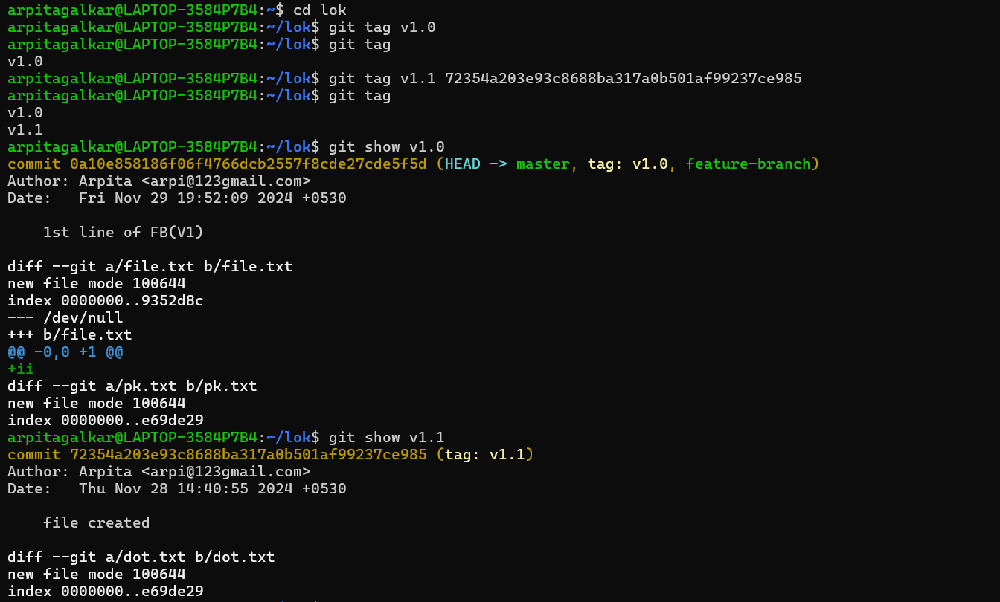 arpitagalkar@LAPTOP-3584P7B4:~$ cd lok
arpitagalkar@LAPTOP-3584P7B4:~/lok$ git tag v1.0
arpitagalkar@LAPTOP-3584P7B4:~/lok$ git tag
v1.0
arpitagalkar@LAPTOP-3584P7B4:~/lok$ git tag v1.1 72354a203e93c8688ba317a0b501af99237ce985
arpitagalkar@LAPTOP-3584P7B4:~/lok$ git tag
v1.0
v1.1
arpitagalkar@LAPTOP-3584P7B4:~/lok$ git show v1.0
commit 0a10e858186f06f4766dcb2557f8cde27cde5f5d (HEAD -> master, tag: v1.0, feature-branch)
Author: Arpita <arpi@123gmail.com>
Date:   Fri Nov 29 19:52:09 2024 +0530

    1st line of FB(V1)

diff --git a/file.txt b/file.txt
new file mode 100644
index 0000000..9352d8c
--- /dev/null
+++ b/file.txt
@@ -0,0 +1 @@
+ii
diff --git a/pk.txt b/pk.txt
new file mode 100644
index 0000000..e69de29
arpitagalkar@LAPTOP-3584P7B4:~/lok$ git show v1.1
commit 72354a203e93c8688ba317a0b501af99237ce985 (tag: v1.1)
Author: Arpita <arpi@123gmail.com>
Date:   Thu Nov 28 14:40:55 2024 +0530

    file created

diff --git a/dot.txt b/dot.txt
new file mode 100644
index 0000000..e69de29